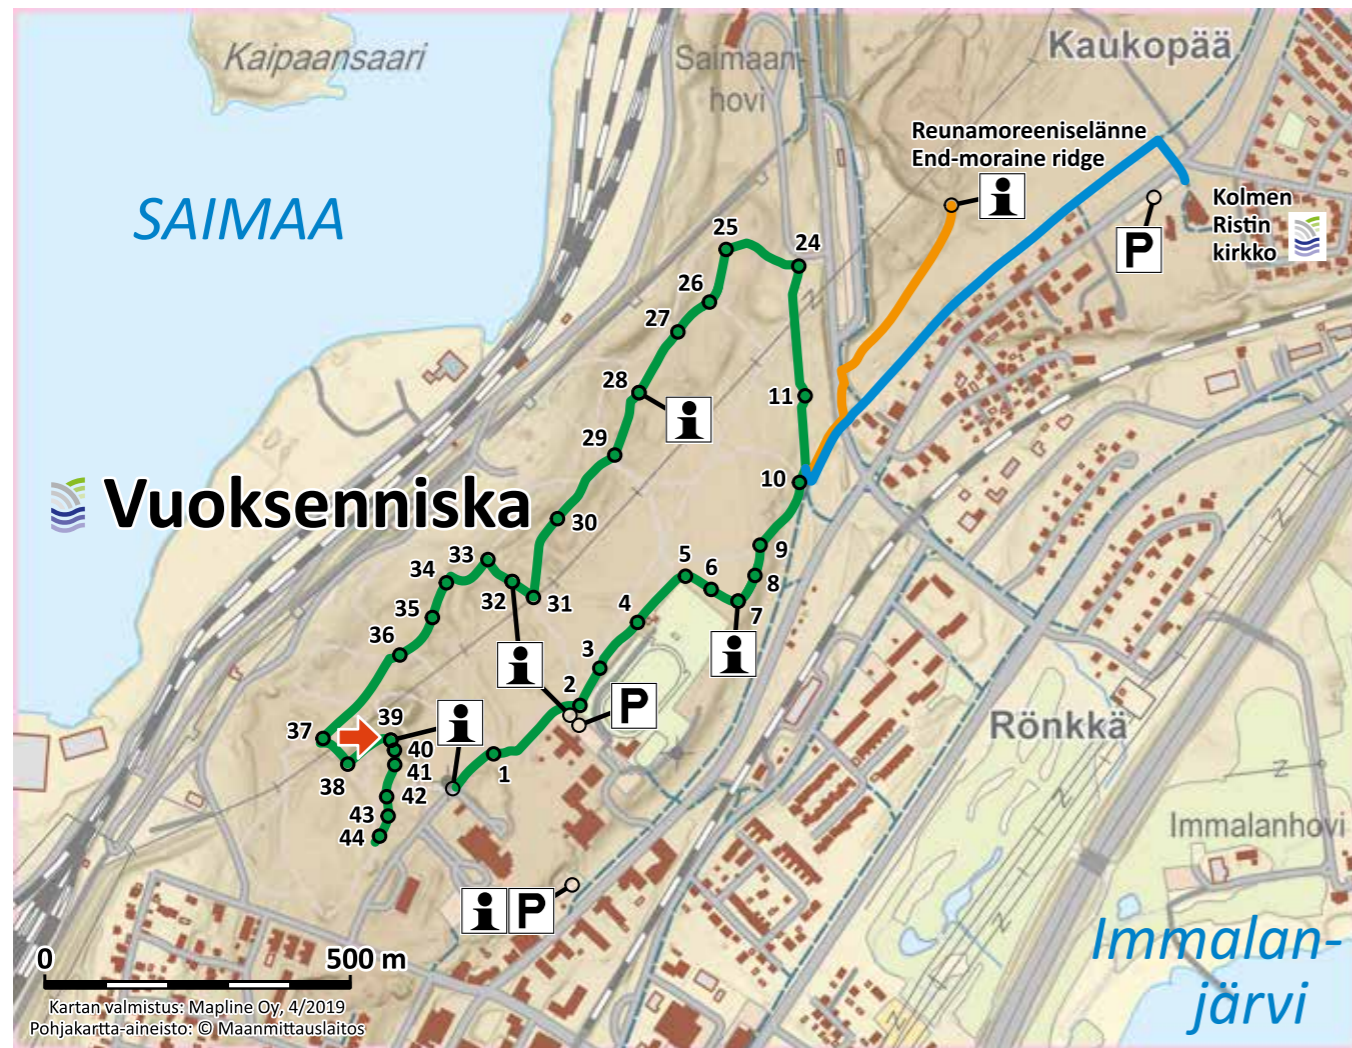 Kaipaansaari
Saimaan-
hovi
Kaukopää
Reunamoreeniselänne
End-moraine ridge
i
SAIMAA
Kolmen
Ristin
kirkko
P
25
24
26
27
28
i
11
29
10
Vuoksenniska
30
33
9
5
6
8
34
32
31
7
35
4
36
i
3
i
2
P
37
39
i
Rönkkä
40
1
38
41
42
43
44
Immalanhovi
i P
Immalan-
järvi
0
500 m
Kartan valmistus: Mapline Oy, 4/2019
Pohjakartta-aineisto: © Maanmittauslaitos